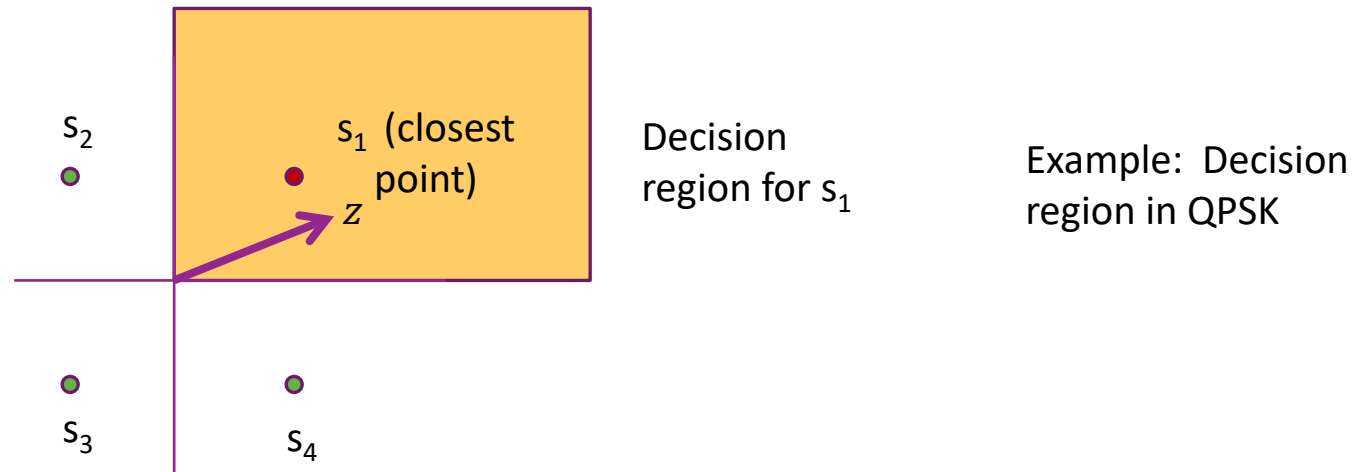 s₂
s₁ (closest
point)
z
Decision
region for s₁
Example: Decision
region in QPSK
s₃
s₄